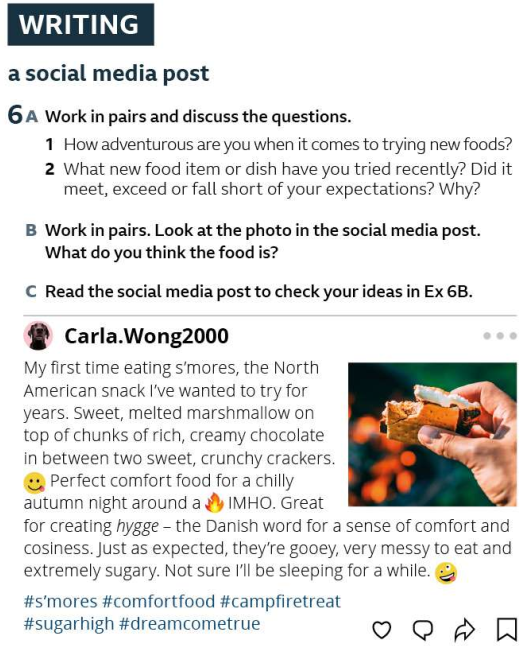 WRITING
a social media post
6 A Work in pairs and discuss the questions.
1 How adventurous are you when it comes to trying new foods?
2 What new food item or dish have you tried recently? Did it
meet, exceed or fall short of your expectations? Why?
B Work in pairs. Look at the photo in the social media post.
What do you think the food is?
C Read the social media post to check your ideas in Ex 6B.
Carla.Wong2000
My first time eating s’mores, the North
American snack I’ve wanted to try for
years. Sweet, melted marshmallow on
top of chunks of rich, creamy chocolate
in between two sweet, crunchy crackers.
Perfect comfort food for a chilly
autumn night around a 🔥 IMHO. Great
for creating hygge – the Danish word for a sense of comfort and
cosiness. Just as expected, they’re gooey, very messy to eat and
extremely sugary. Not sure I’ll be sleeping for a while.
#s’mores #comfortfood #campfiretreat
#sugarhigh #dreamcometrue